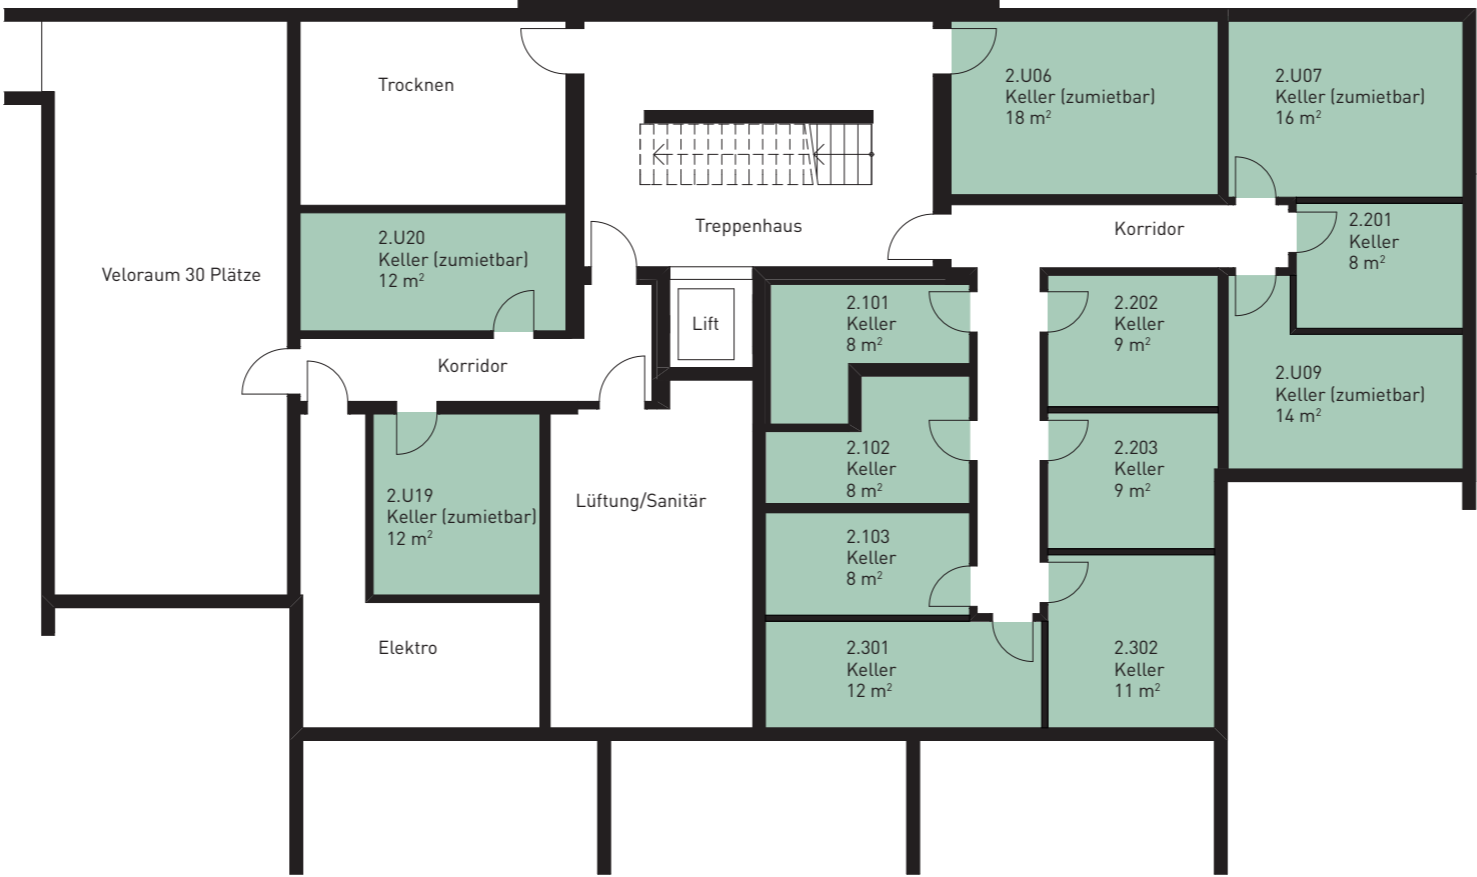 Trocknen
2.U06
Keller (zumietbar)
18 m²
2.U07
Keller (zumietbar)
16 m²
2.U20
Keller (zumietbar)
12 m²
Treppenhaus
Korridor
2.201
Keller
8 m²
Veloraum 30 Plätze
Lift
2.101
Keller
8 m²
2.202
Keller
9 m²
Korridor
2.U09
Keller (zumietbar)
14 m²
2.102
Keller
8 m²
2.203
Keller
9 m²
2.U19
Keller (zumietbar)
12 m²
Lüftung/Sanitär
2.103
Keller
8 m²
Elektro
2.301
Keller
12 m²
2.302
Keller
11 m²